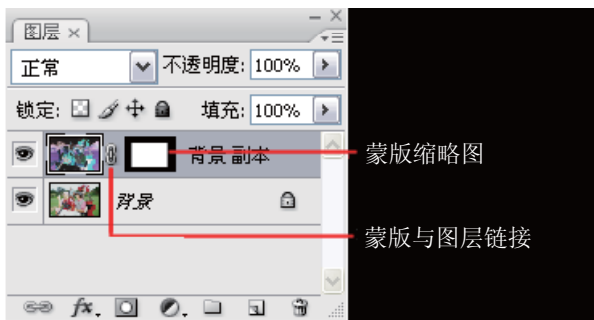 图层 ×
正常 不透明度: 100%
锁定: 填充: 100%
背景 副本
蒙版缩略图
背景
蒙版与图层链接
fx.